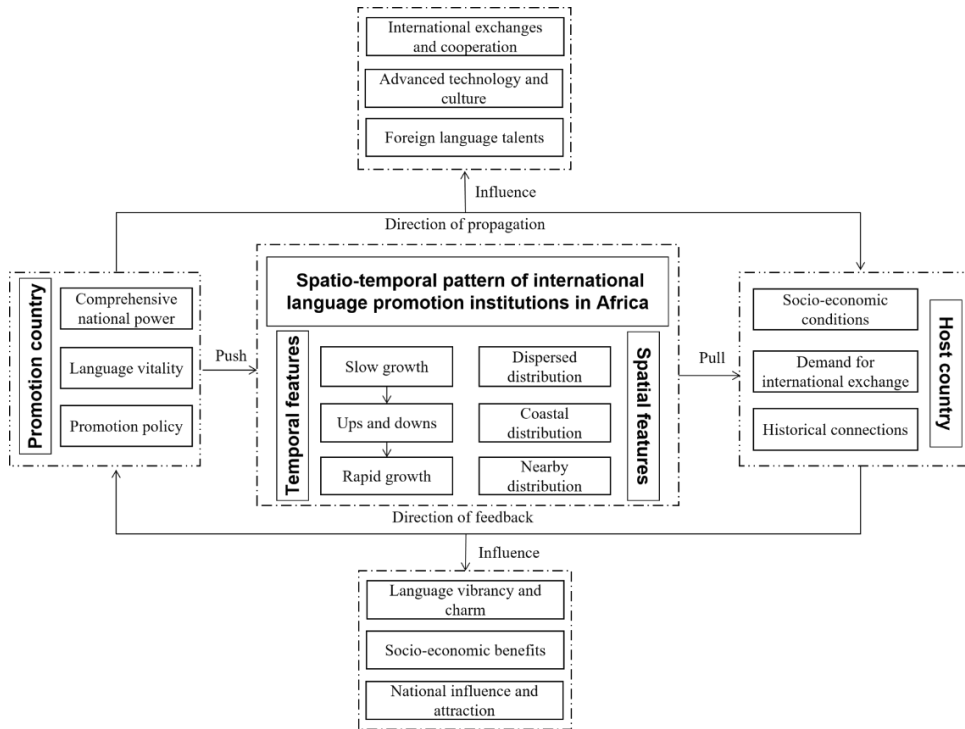 International exchanges
and cooperation
Advanced technology and
culture
Foreign language talents
Influence
Direction of propagation
Promotion country
Comprehensive
national power
Language vitality
Promotion policy
Push
Spatio-temporal pattern of international
language promotion institutions in Africa
Temporal features
Slow growth
Ups and downs
Rapid growth
Dispersed
distribution
Coastal
distribution
Nearby
distribution
Spatial features
Pull
Socio-economic
conditions
Demand for
international exchange
Historical connections
Host country
Direction of feedback
Influence
Language vibrancy and
charm
Socio-economic benefits
National influence and
attraction